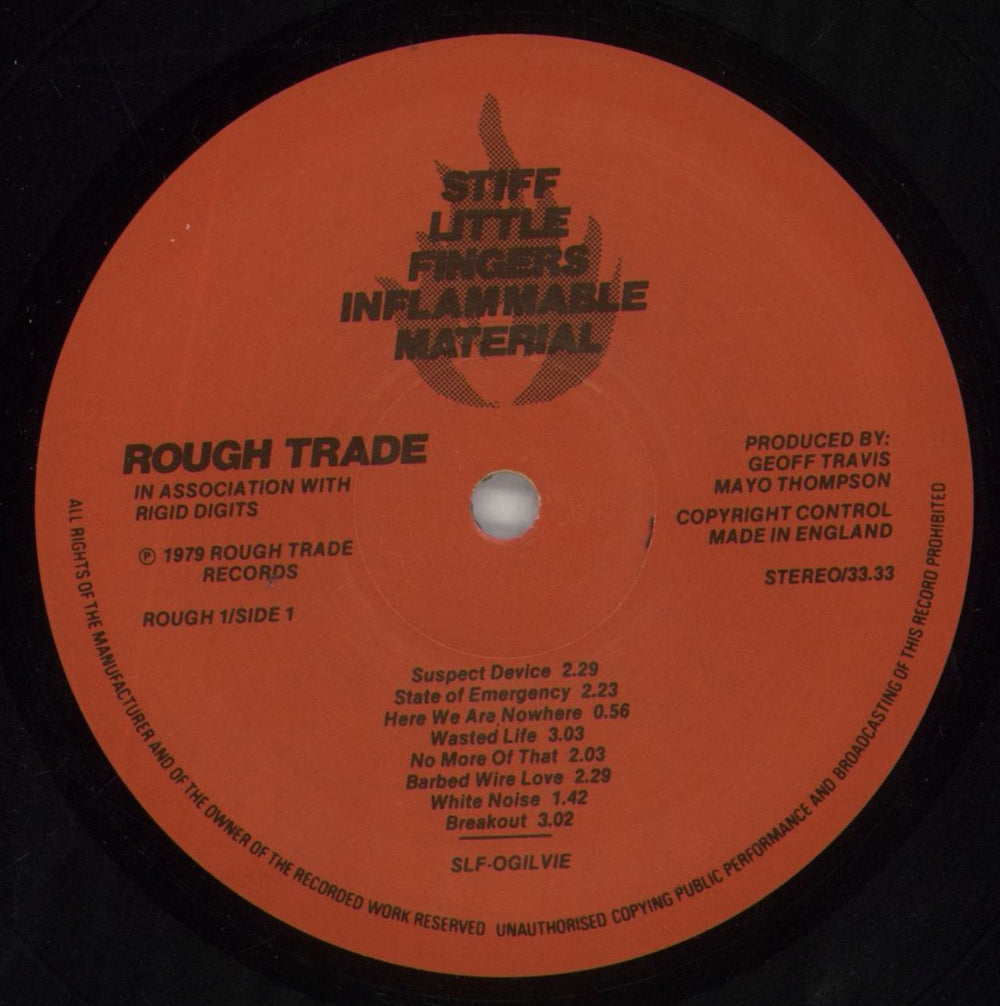 STIFF
LITTLE
FINGERS
INFLAMMABLE
MATERIAL
ROUGH TRADE
IN ASSOCIATION WITH
RIGID DIGITS
℗ 1979 ROUGH TRADE
RECORDS
ROUGH 1/SIDE 1
PRODUCED BY:
GEOFF TRAVIS
MAYO THOMPSON
COPYRIGHT CONTROL
MADE IN ENGLAND
STEREO/33.33
Suspect Device 2.29
State of Emergency 2.23
Here We Are Nowhere 0.56
Wasted Life 3.03
No More Of That 2.03
Barbed Wire Love 2.29
White Noise 1.42
Breakout 3.02
SLF-OGILVIE
ALL RIGHTS OF THE MANUFACTURER AND OF THE OWNER OF THE RECORDED WORK RESERVED UNAUTHORISED COPYING PUBLIC PERFORMANCE AND BROADCASTING OF THIS RECORD PROHIBITED